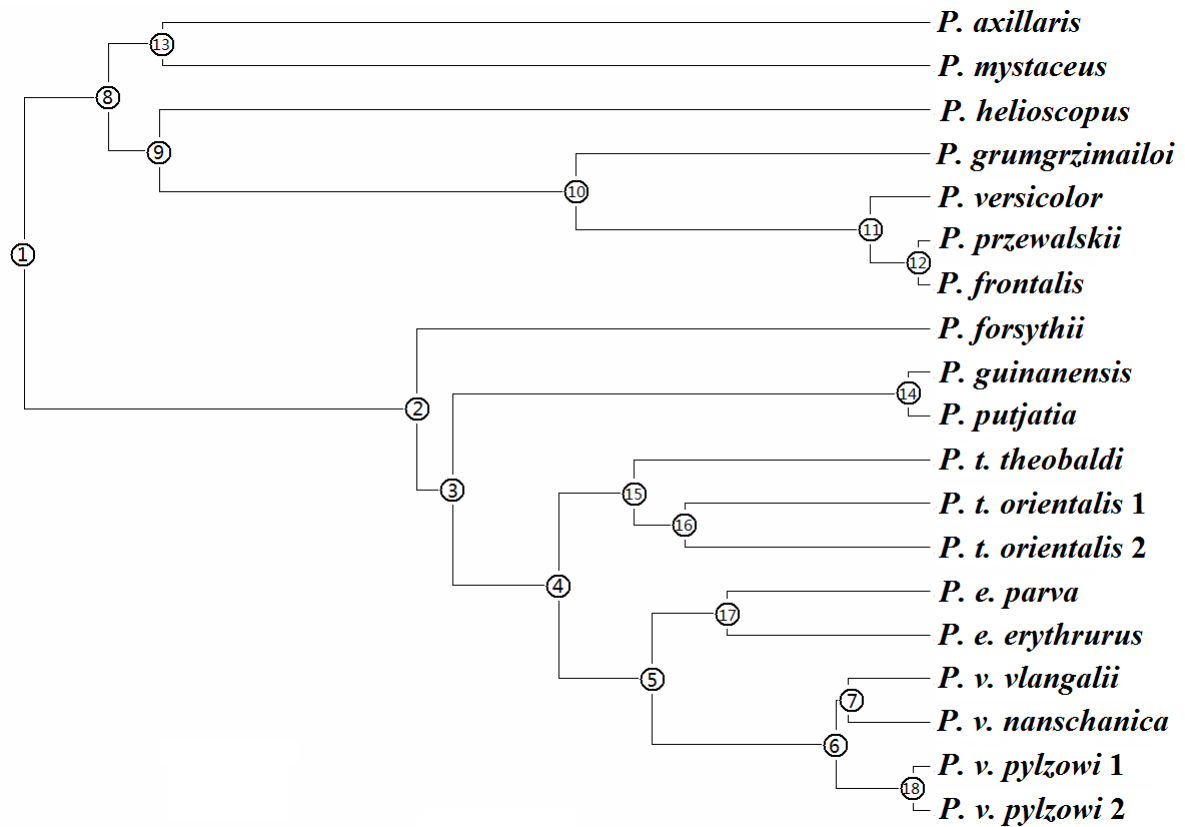 P. axillaris
13
P. mystaceus
8
P. helioscopus
9
P. grumgrzimailoi
10
P. versicolor
11
P. przewalskii
12
P. frontalis
1
P. forsythii
2
P. guinanensis
14
P. putjatia
3
P. t. theobaldi
15
P. t. orientalis 1
16
P. t. orientalis 2
4
P. e. parva
17
P. e. erythrurus
5
P. v. vlangalii
7
P. v. nanschanica
6
P. v. pylzowi 1
18
P. v. pylzowi 2